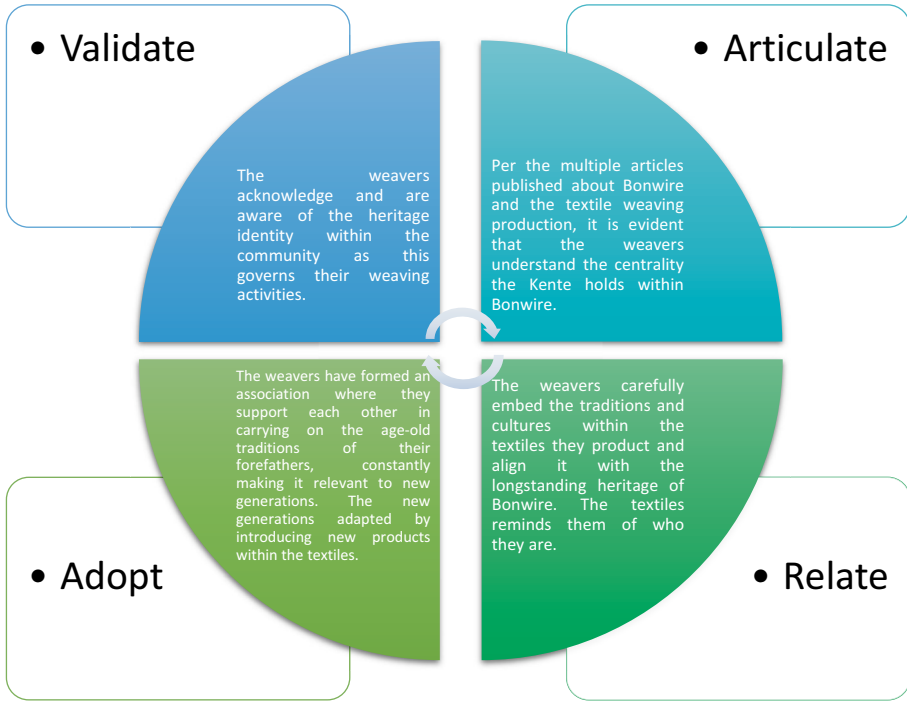 • Validate
The weavers
acknowledge and are
aware of the heritage
identity within the
community as this
governs their weaving
activities.
• Articulate
Per the multiple articles
published about Bonwire
and the textile weaving
production, it is evident
that the weavers
understand the centrality
the Kente holds within
Bonwire.
The weavers have formed an
association where they
support each other in
carrying on the age-old
traditions of their
forefathers, constantly
making it relevant to new
generations. The new
generations adapted by
introducing new products
within the textiles.
• Adopt
The weavers carefully
embed the traditions and
cultures within the
textiles they product and
align it with the
longstanding heritage of
Bonwire. The textiles
reminds them of who
they are.
• Relate